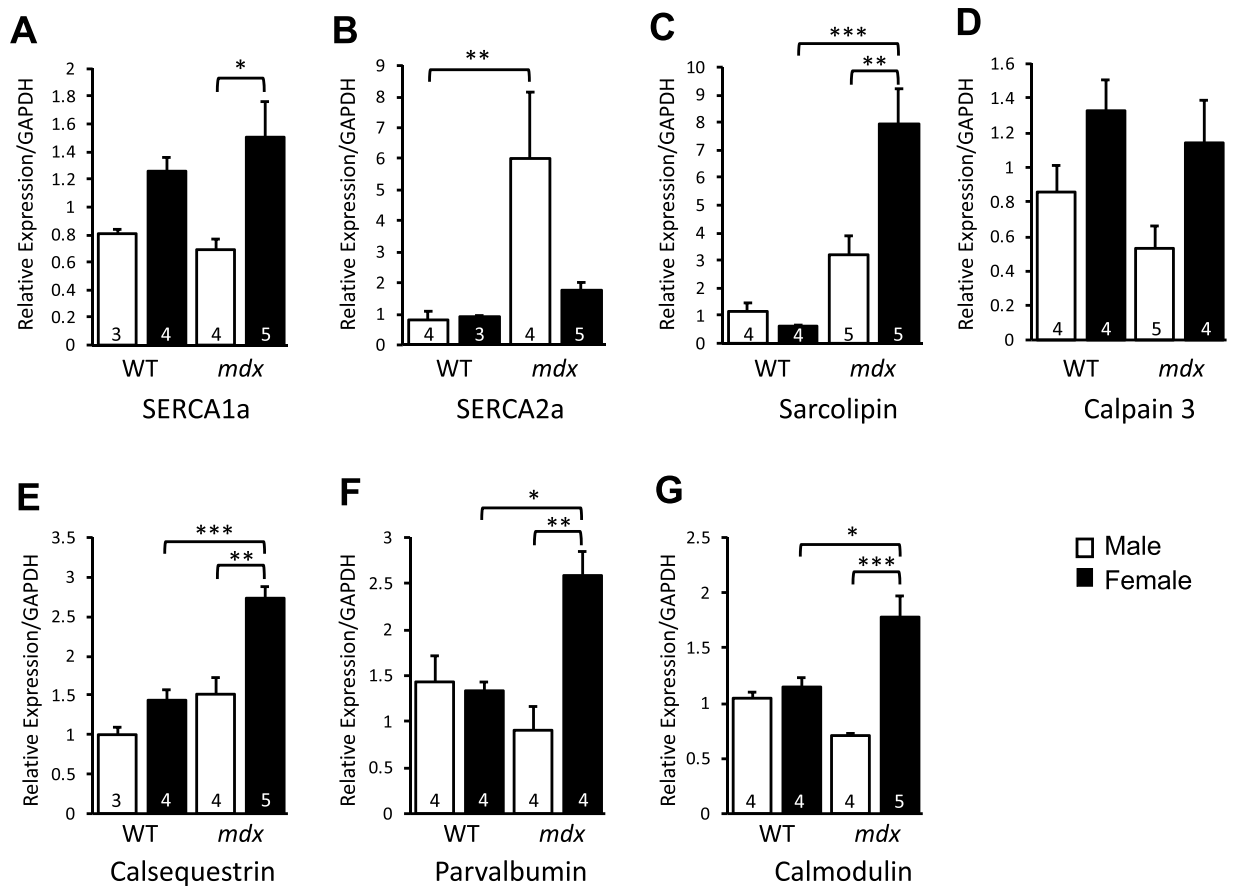 A
Relative Expression/GAPDH
2
1.8
1.6
1.4
1.2
1
0.8
0.6
0.4
0.2
0
*
3 4 4 5
WT mdx
SERCA1a
B
Relative Expression/GAPDH
9
8
7
6
5
4
3
2
1
0
**
4 3 4 5
WT mdx
SERCA2a
C
Relative Expression/GAPDH
10
9
8
7
6
5
4
3
2
1
0
***
**
4 4 5 5
WT mdx
Sarcolipin
D
Relative Expression/GAPDH
1.6
1.4
1.2
1
0.8
0.6
0.4
0.2
0
4 4 5 4
WT mdx
Calpain 3
E
Relative Expression/GAPDH
3.5
3
2.5
2
1.5
1
0.5
0
***
**
3 4 4 5
WT mdx
Calsequestrin
F
Relative Expression/GAPDH
3
2.5
2
1.5
1
0.5
0
*
**
4 4 4 4
WT mdx
Parvalbumin
G
Relative Expression/GAPDH
2.5
2
1.5
1
0.5
0
*
***
4 4 4 5
WT mdx
Calmodulin
Male
Female